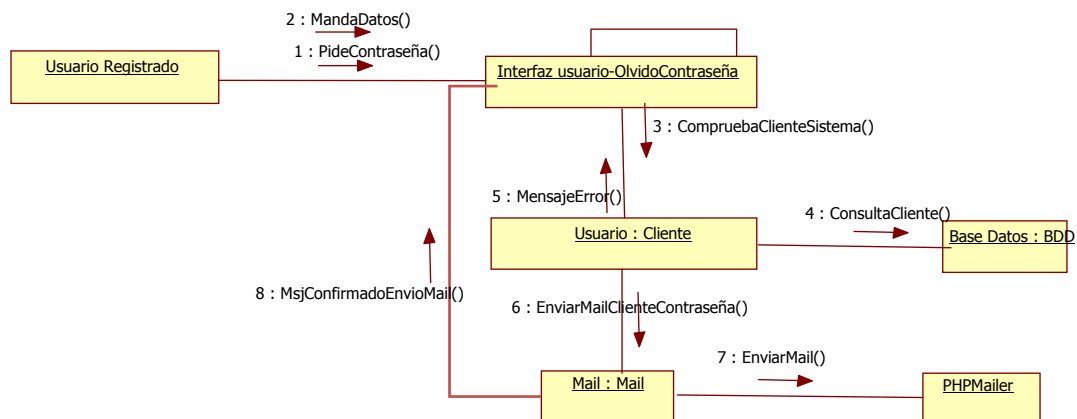 2 : MandaDatos()
1 : PideContraseña()
Usuario Registrado
Interfaz usuario-OlvidoContraseña
3 : CompruebaClienteSistema()
5 : MensajeError()
4 : ConsultaCliente()
Usuario : Cliente
Base Datos : BDD
8 : MsjConfirmadoEnvioMail()
6 : EnviarMailClienteContraseña()
7 : EnviarMail()
Mail : Mail
PHPMailer